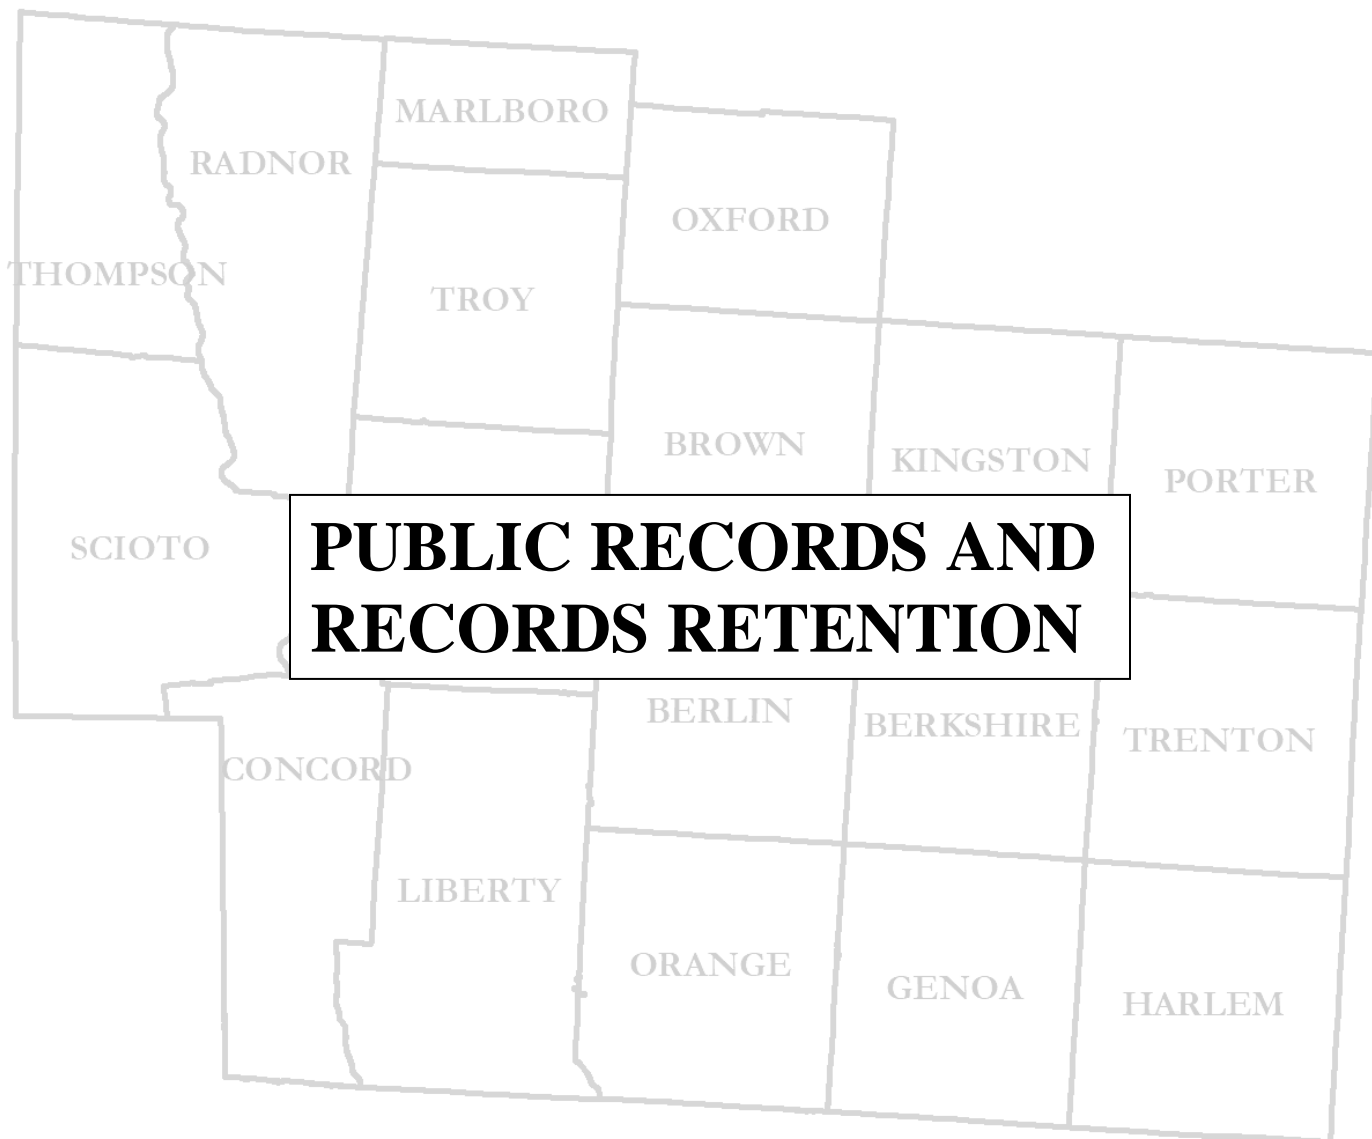 MARLBORO
RADNOR
OXFORD
THOMPSON
TROY
BROWN
KINGSTON
PORTER
SCIOTO
PUBLIC RECORDS AND
RECORDS RETENTION
BERLIN
BERKSHIRE
TRENTON
CONCORD
LIBERTY
ORANGE
GENOA
HARLEM